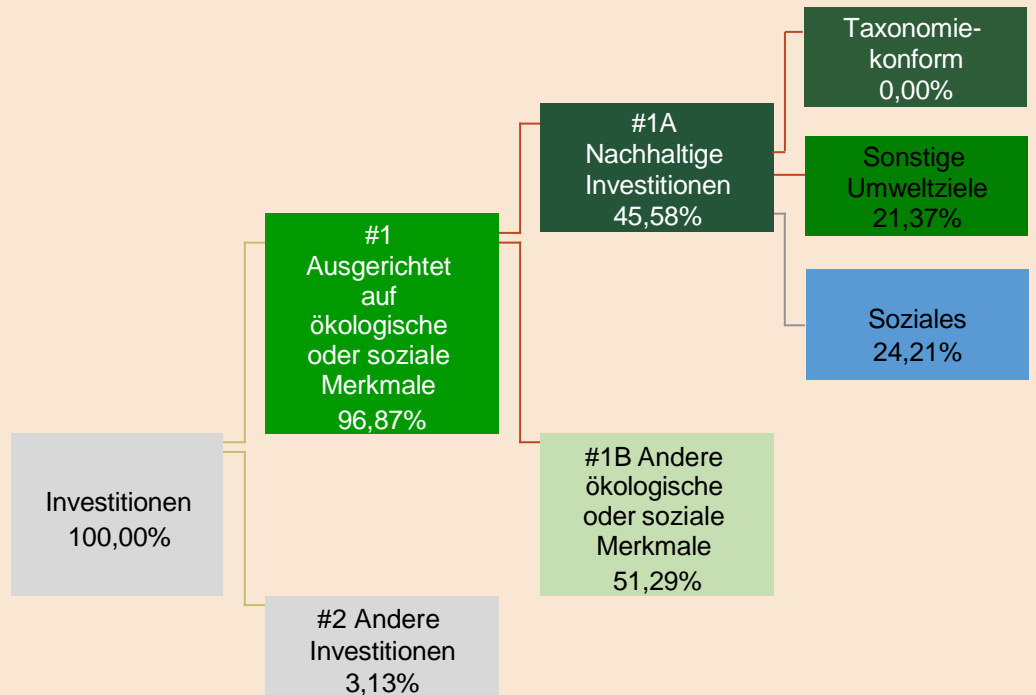 Investitionen
100,00%
#1
Ausgerichtet
auf
ökologische
oder soziale
Merkmale
96,87%
#2 Andere
Investitionen
3,13%
#1A
Nachhaltige
Investitionen
45,58%
#1B Andere
ökologische
oder soziale
Merkmale
51,29%
Taxonomie-
konform
0,00%
Sonstige
Umweltziele
21,37%
Soziales
24,21%